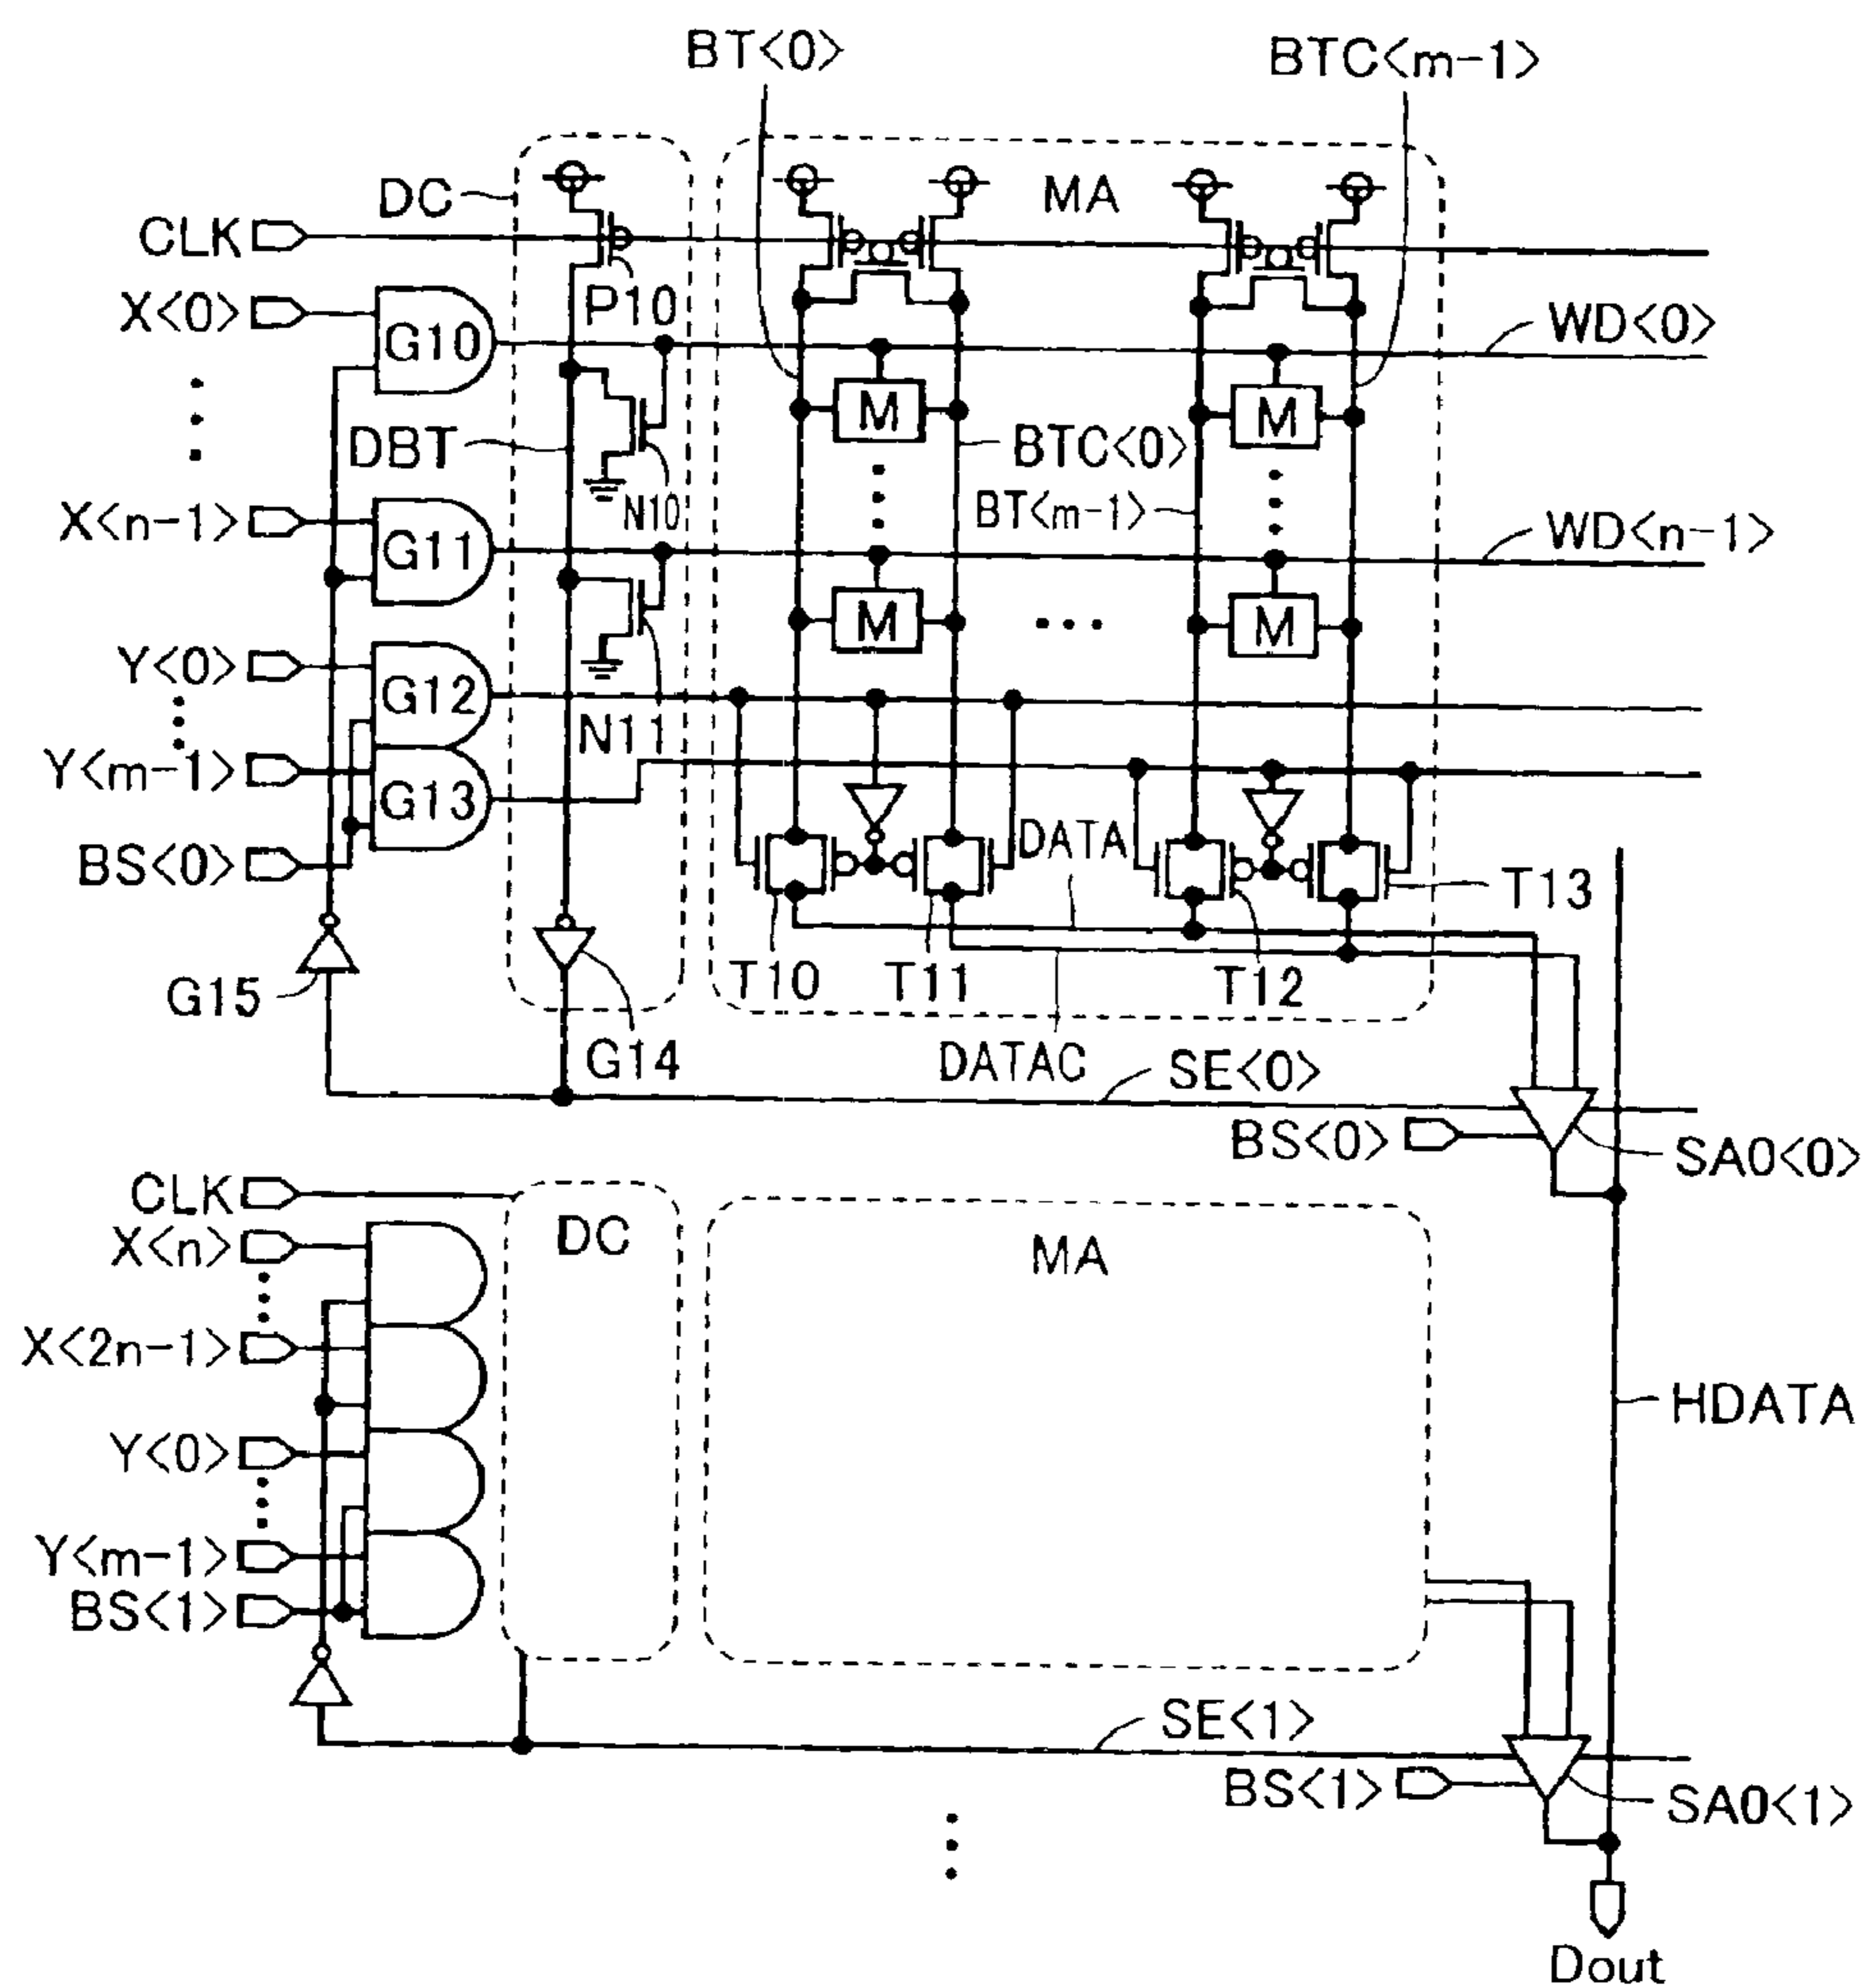 BT<0>
BTC<m-1>
DC
MA
CLK
P10
X<0>
G10
WD<0>
M
M
DBT
BTC<0>
N10
BT<m-1>
X<n-1>
G11
WD<n-1>
M
M
Y<0>
G12
N11
Y<m-1>
G13
DATA
BS<0>
T13
G15
T10
T11
T12
G14
DATAC
SE<0>
BS<0>
SA0<0>
CLK
DC
MA
X<n>
X<2n-1>
HDATA
Y<0>
Y<m-1>
BS<1>
SE<1>
BS<1>
SA0<1>
Dout